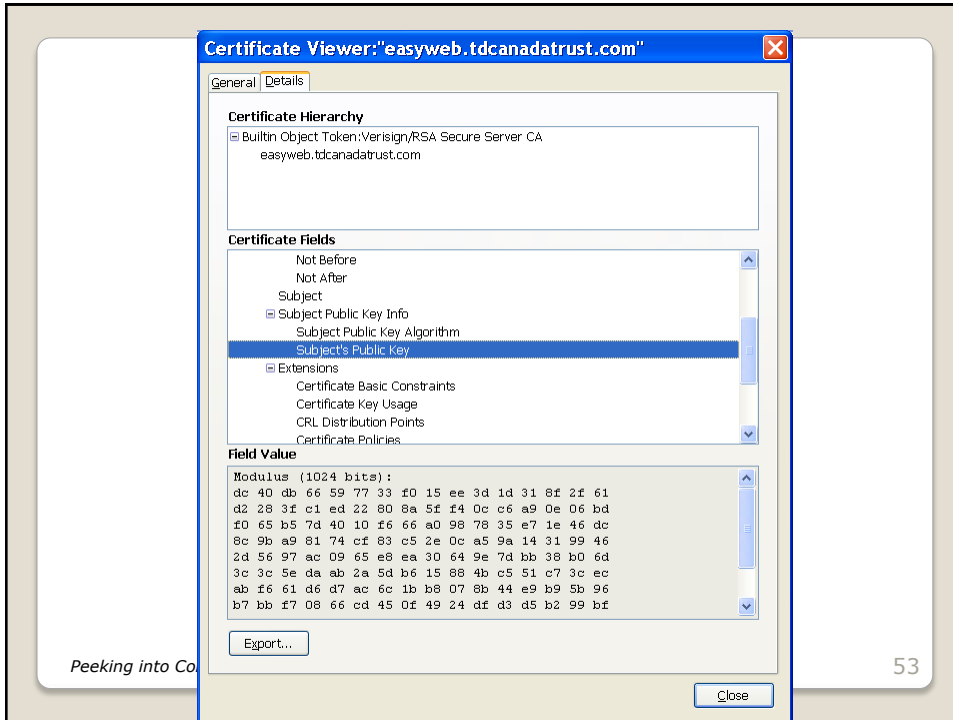 Certificate Viewer:"easyweb.tdcanadatrust.com"
General Details
Certificate Hierarchy
Builtin Object Token:Verisign/RSA Secure Server CA
easyweb.tdcanadatrust.com
Certificate Fields
Not Before
Not After
Subject
Subject Public Key Info
Subject Public Key Algorithm
Subject's Public Key
Extensions
Certificate Basic Constraints
Certificate Key Usage
CRL Distribution Points
Certificate Policies
Field Value
Modulus (1024 bits):
dc 40 db 66 59 77 33 f0 15 ee 3d 1d 31 8f 2f 61
d2 28 3f c1 ed 22 80 8a 5f f4 0c c6 a9 0e 06 bd
f0 65 b5 7d 40 10 f6 66 a0 98 78 35 e7 1e 46 dc
8c 9b a9 81 74 cf 83 c5 2e 0c a5 9a 14 31 99 46
2d 56 97 ac 09 65 e8 ea 30 64 9e 7d bb 38 b0 6d
3c 3c 5e da ab 2a 5d b6 15 88 4b c5 51 c7 3c ec
ab f6 61 d6 d7 ac 6c 1b b8 07 8b 44 e9 b9 5b 96
b7 bb f7 08 66 cd 45 0f 49 24 df d3 d5 b2 99 bf
Export...
Peeking into Co
53
Close